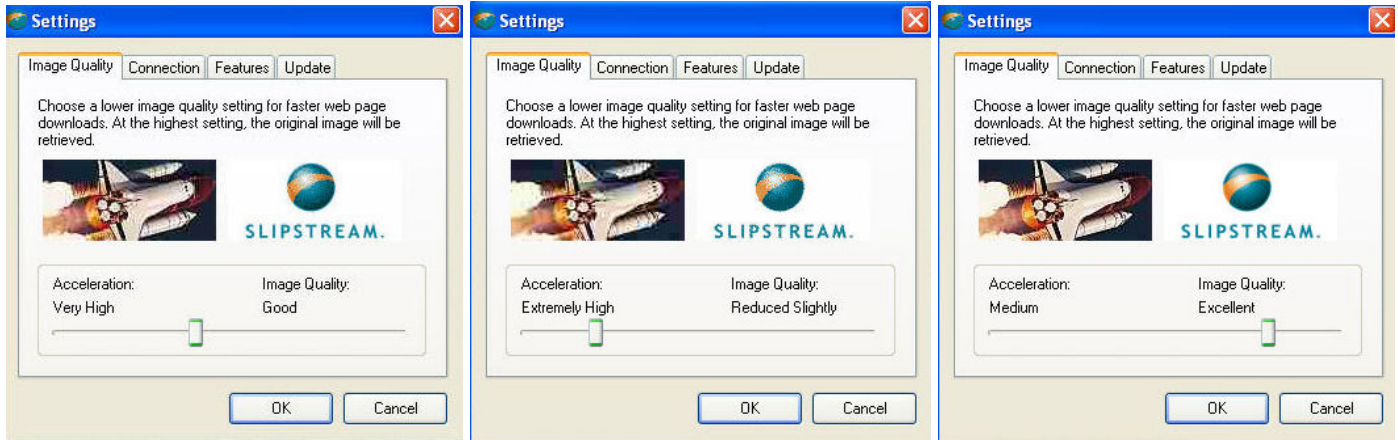 Settings
Image Quality Connection Features Update
Choose a lower image quality setting for faster web page
downloads. At the highest setting, the original image will be
retrieved.
SLIPSTREAM.
Acceleration: Image Quality:
Very High Good
OK Cancel
Settings
Image Quality Connection Features Update
Choose a lower image quality setting for faster web page
downloads. At the highest setting, the original image will be
retrieved.
SLIPSTREAM.
Acceleration: Image Quality:
Extremely High Reduced Slightly
OK Cancel
Settings
Image Quality Connection Features Update
Choose a lower image quality setting for faster web page
downloads. At the highest setting, the original image will be
retrieved.
SLIPSTREAM.
Acceleration: Image Quality:
Medium Excellent
OK Cancel